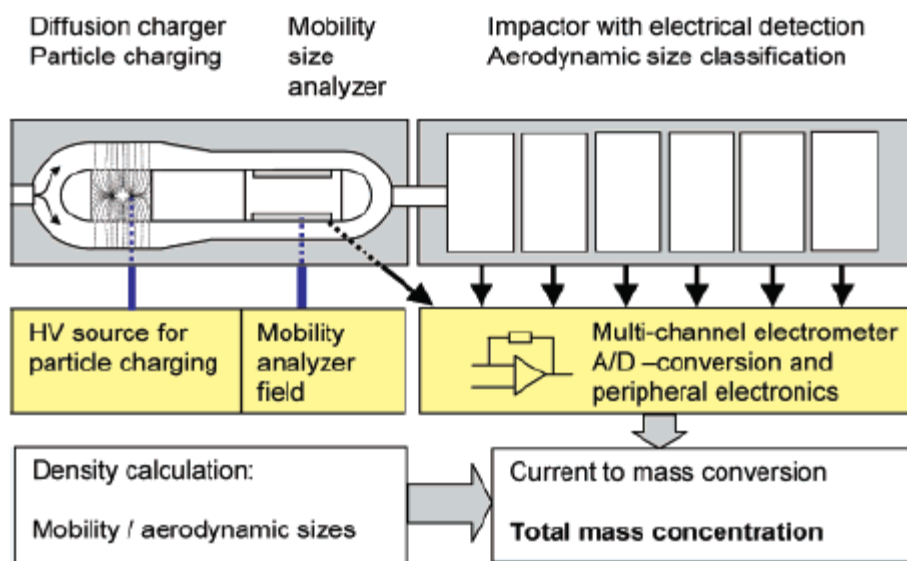 Diffusion charger
Particle charging
Mobility
size
analyzer
Impactor with electrical detection
Aerodynamic size classification
HV source for
particle charging
Mobility
analyzer
field
Multi-channel electrometer
A/D –conversion and
peripheral electronics
Density calculation:
Mobility / aerodynamic sizes
Current to mass conversion
Total mass concentration